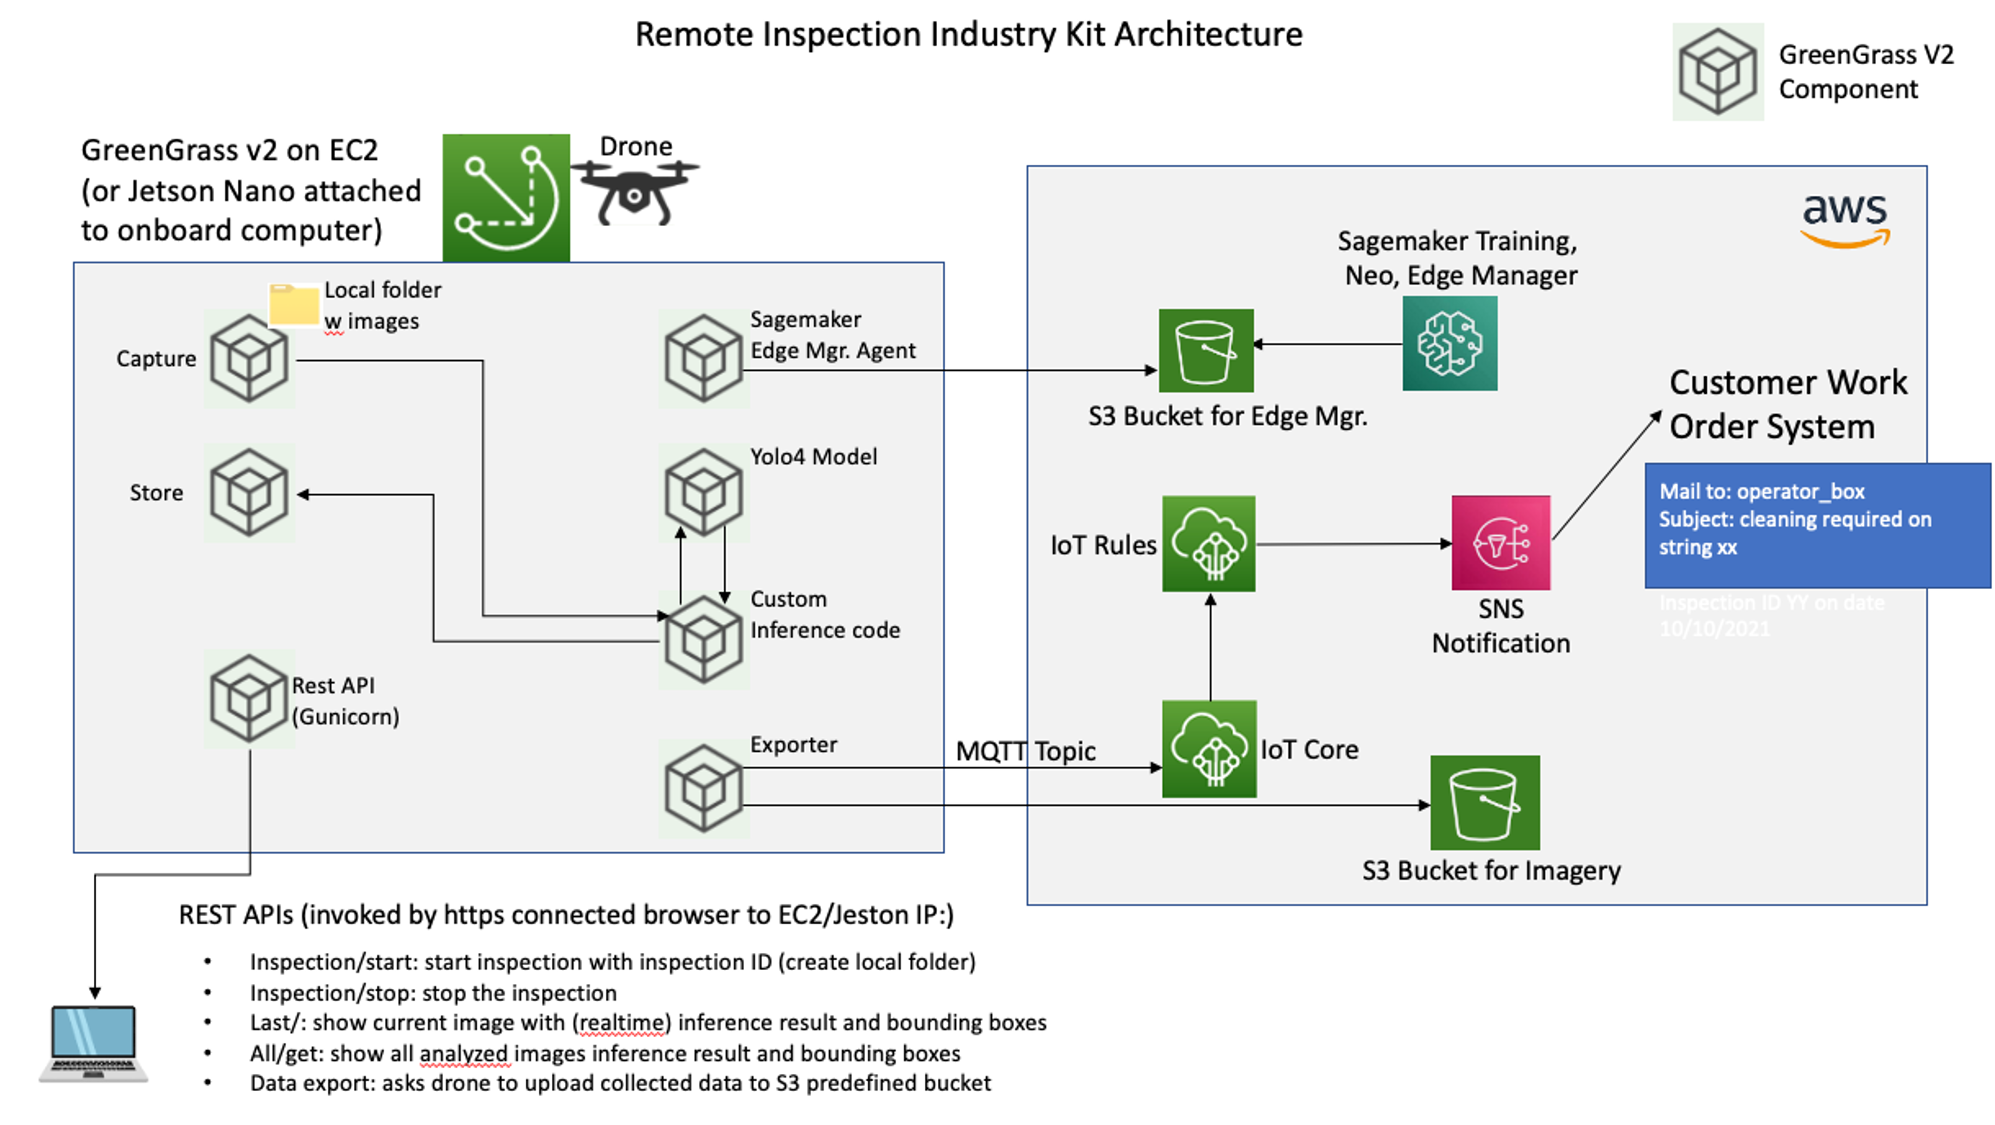 Remote Inspection Industry Kit Architecture
GreenGrass V2
Component
GreenGrass v2 on EC2
(or Jetson Nano attached
to onboard computer)
Drone
aws
Local folder
w images
Capture
Store
Rest API
(Gunicorn)
Sagemaker
Edge Mgr. Agent
Yolo4 Model
Custom
Inference code
Exporter
MQTT Topic
Sagemaker Training,
Neo, Edge Manager
S3 Bucket for Edge Mgr.
Customer Work
Order System
Mail to: operator_box
Subject: cleaning required on
string xx
Inspection ID YY on date
10/10/2021
IoT Rules
SNS
Notification
IoT Core
S3 Bucket for Imagery
REST APIs (invoked by https connected browser to EC2/Jeston IP:)
• Inspection/start: start inspection with inspection ID (create local folder)
• Inspection/stop: stop the inspection
• Last/: show current image with (realtime) inference result and bounding boxes
• All/get: show all analyzed images inference result and bounding boxes
• Data export: asks drone to upload collected data to S3 predefined bucket